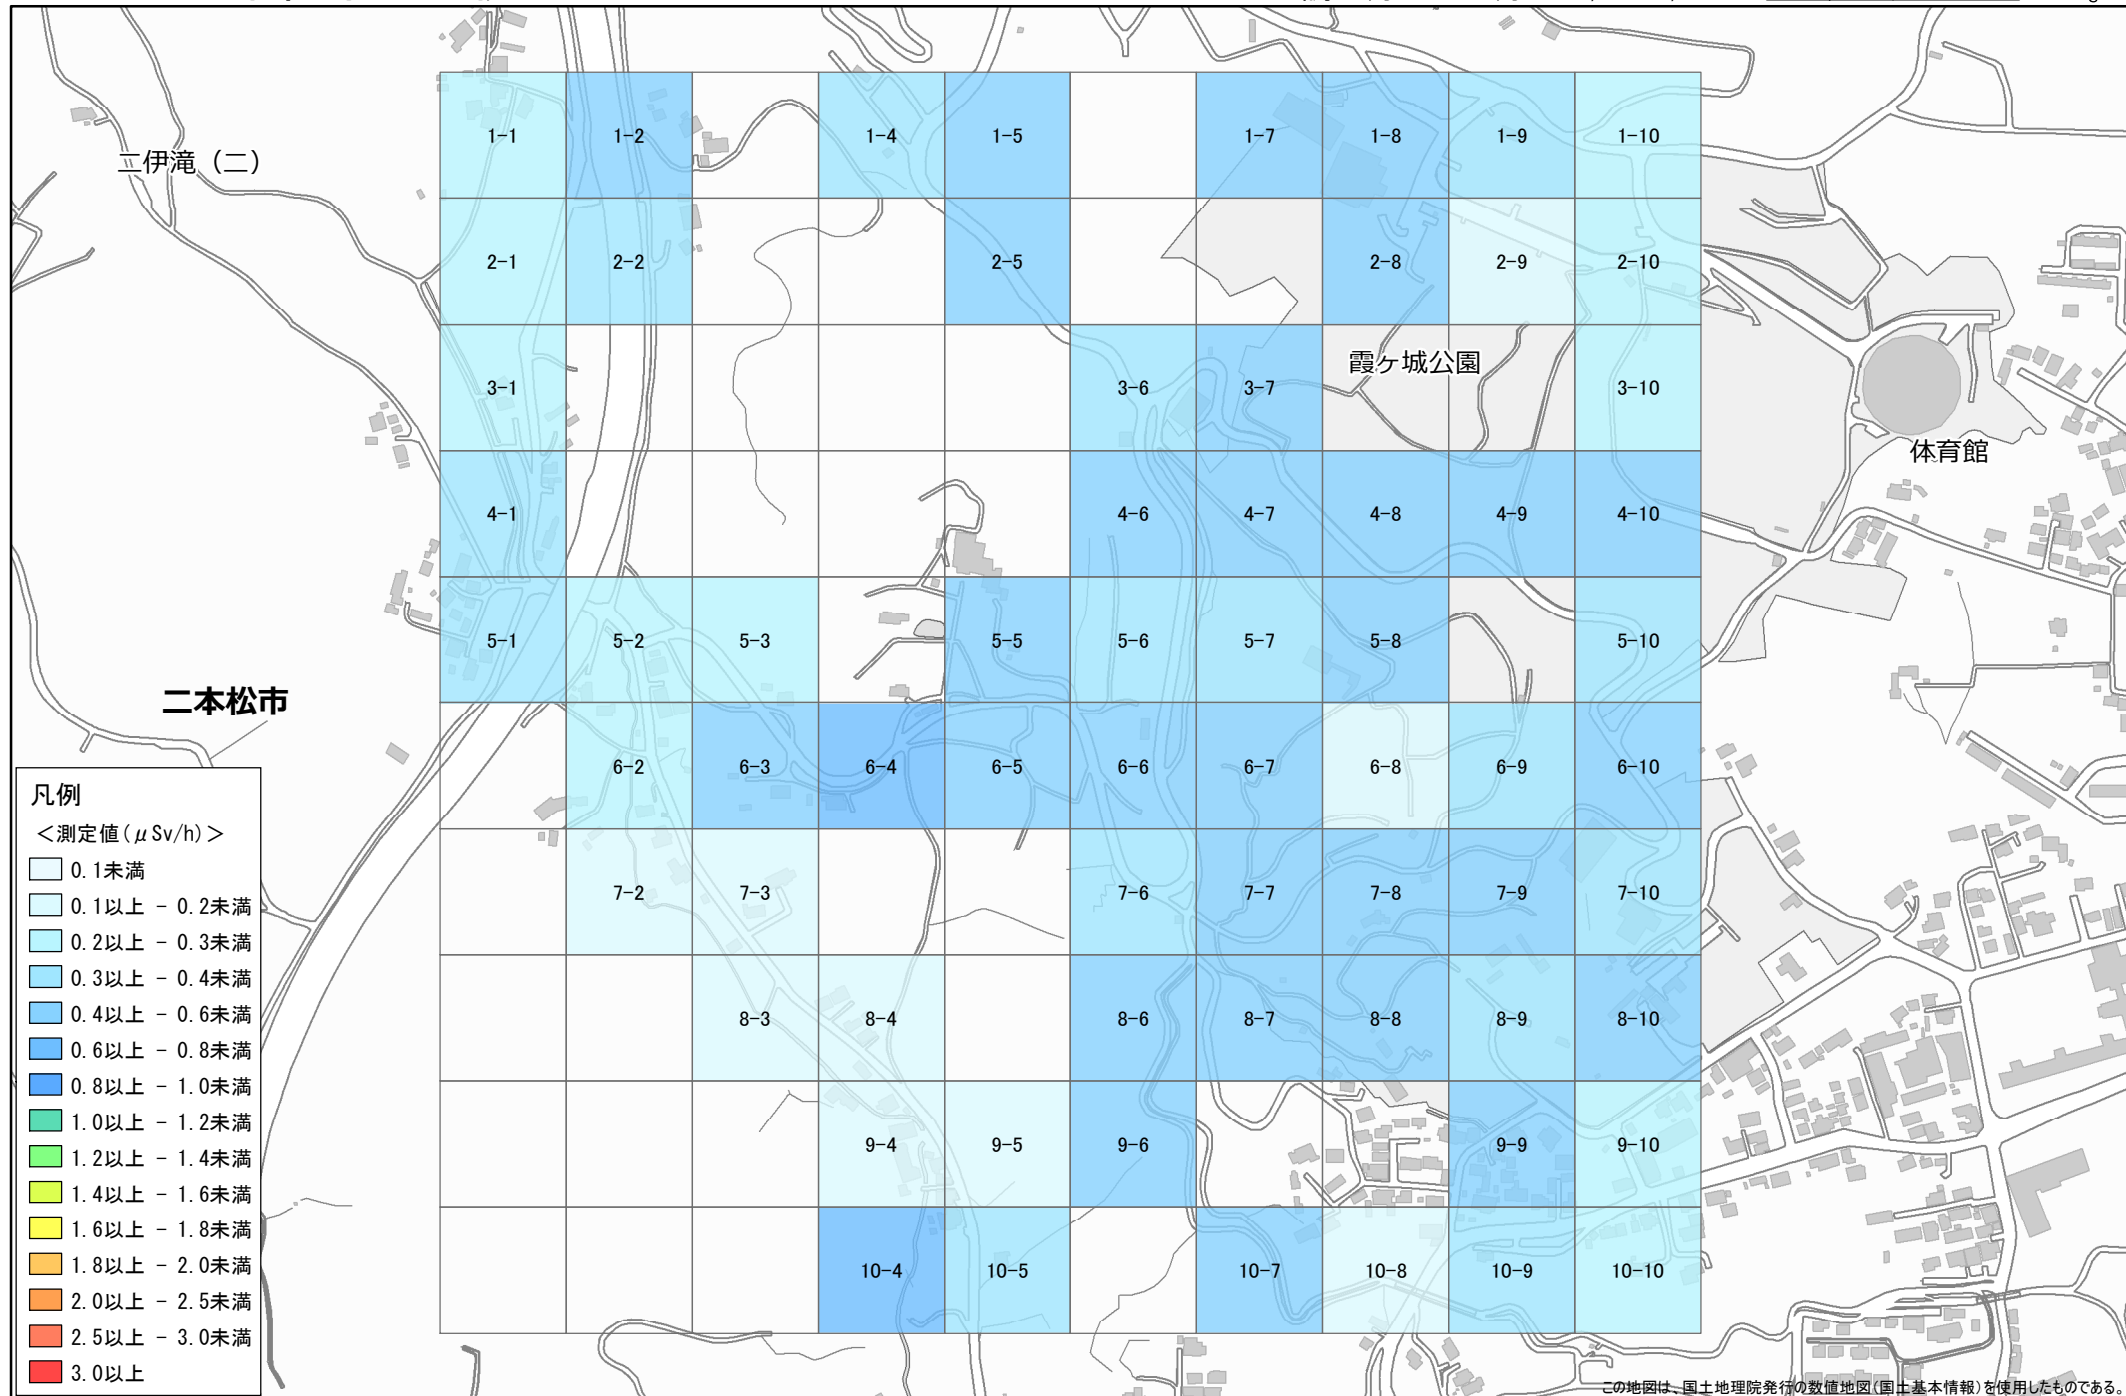 1-1 1-2 1-4 1-5 1-7 1-8 1-9 1-10
二伊滝（二）
2-1 2-2 2-5 2-8 2-9 2-10
霞ヶ城公園
3-1 3-6 3-7 3-10
体育館
4-1 4-6 4-7 4-8 4-9 4-10
5-1 5-2 5-3 5-5 5-6 5-7 5-8 5-10
二本松市
6-2 6-3 6-4 6-5 6-6 6-7 6-8 6-9 6-10
7-2 7-3 7-6 7-7 7-8 7-9 7-10
8-3 8-4 8-6 8-7 8-8 8-9 8-10
9-4 9-5 9-6 9-9 9-10
10-4 10-5 10-7 10-8 10-9 10-10
凡例
＜測定値(μSv/h)＞
0.1未満
0.1以上 - 0.2未満
0.2以上 - 0.3未満
0.3以上 - 0.4未満
0.4以上 - 0.6未満
0.6以上 - 0.8未満
0.8以上 - 1.0未満
1.0以上 - 1.2未満
1.2以上 - 1.4未満
1.4以上 - 1.6未満
1.6以上 - 1.8未満
1.8以上 - 2.0未満
2.0以上 - 2.5未満
2.5以上 - 3.0未満
3.0以上
この地図は、国土地理院発行の数値地図(国土基本情報)を使用したものである。